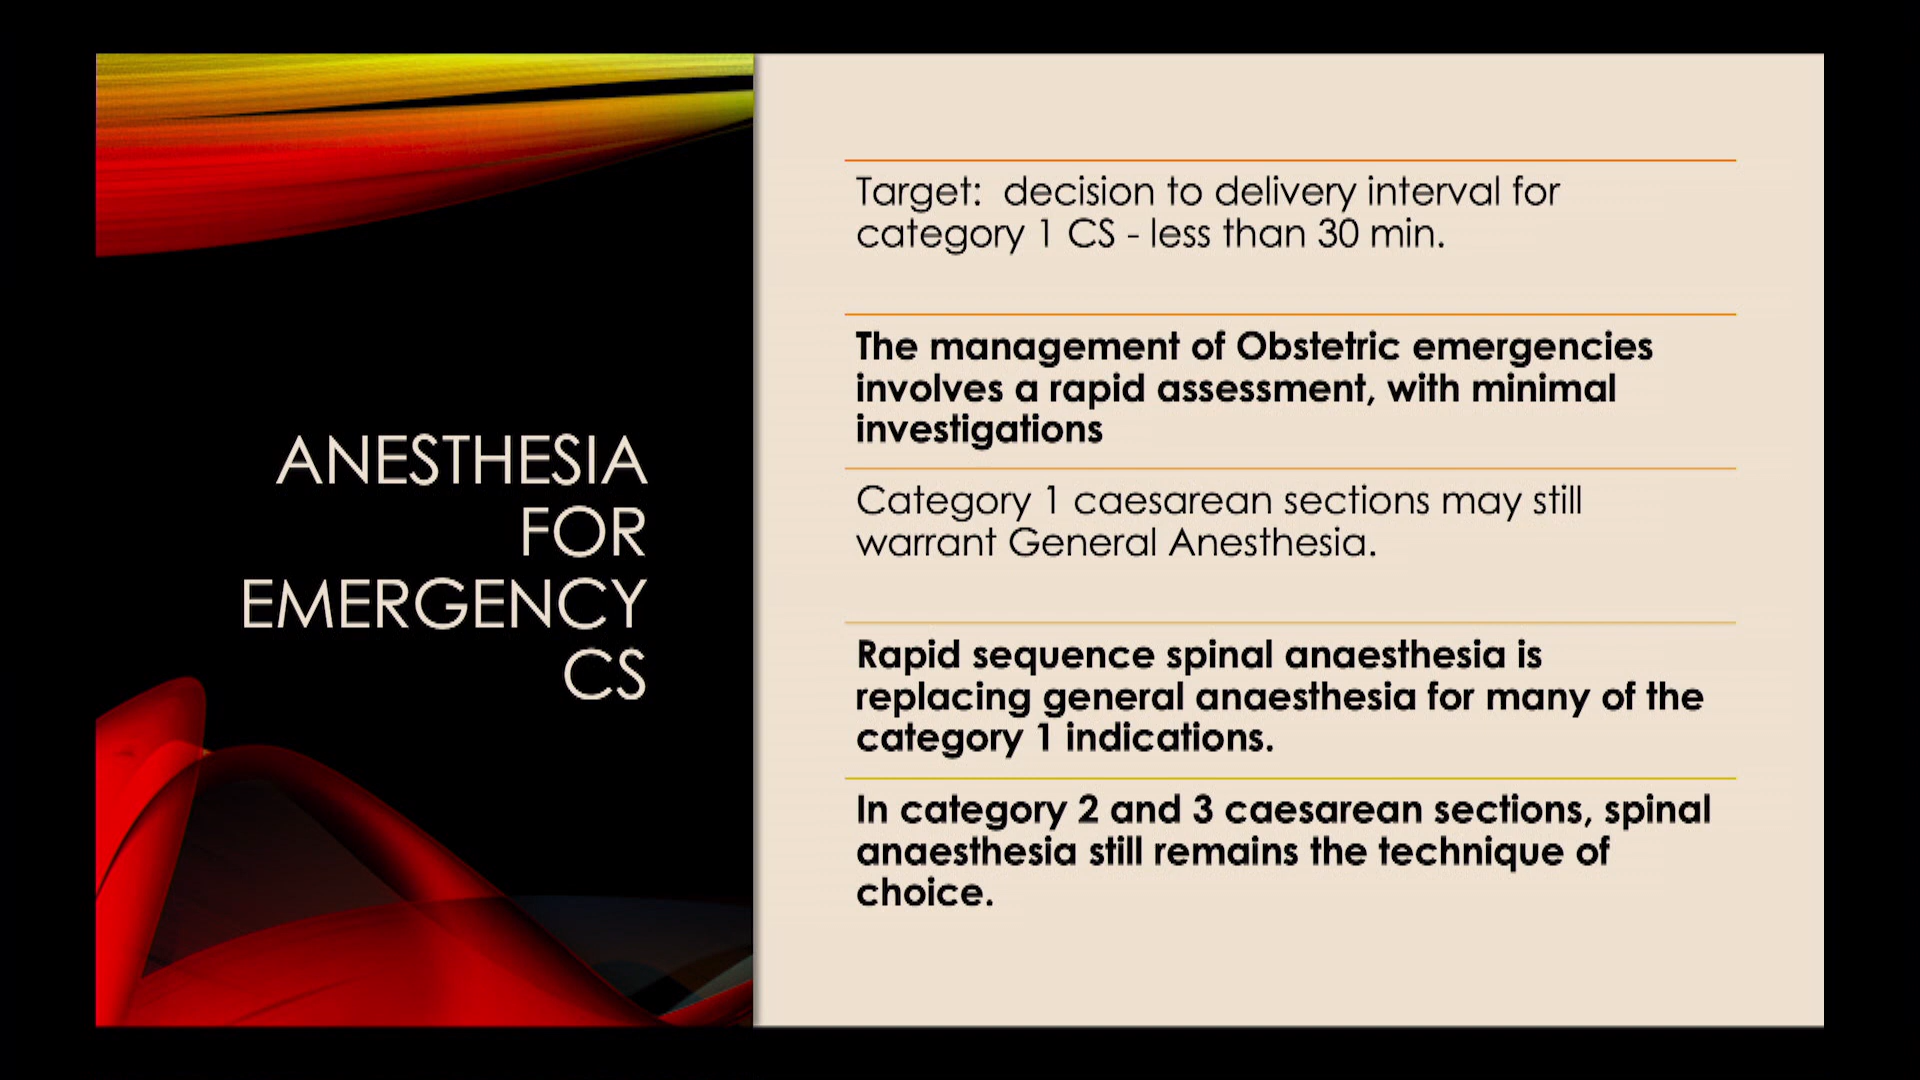 ANESTHESIA
FOR
EMERGENCY
CS
Target:  decision to delivery interval for
category 1 CS - less than 30 min.
The management of Obstetric emergencies
involves a rapid assessment, with minimal
investigations
Category 1 caesarean sections may still
warrant General Anesthesia.
Rapid sequence spinal anaesthesia is
replacing general anaesthesia for many of the
category 1 indications.
In category 2 and 3 caesarean sections, spinal
anaesthesia still remains the technique of
choice.